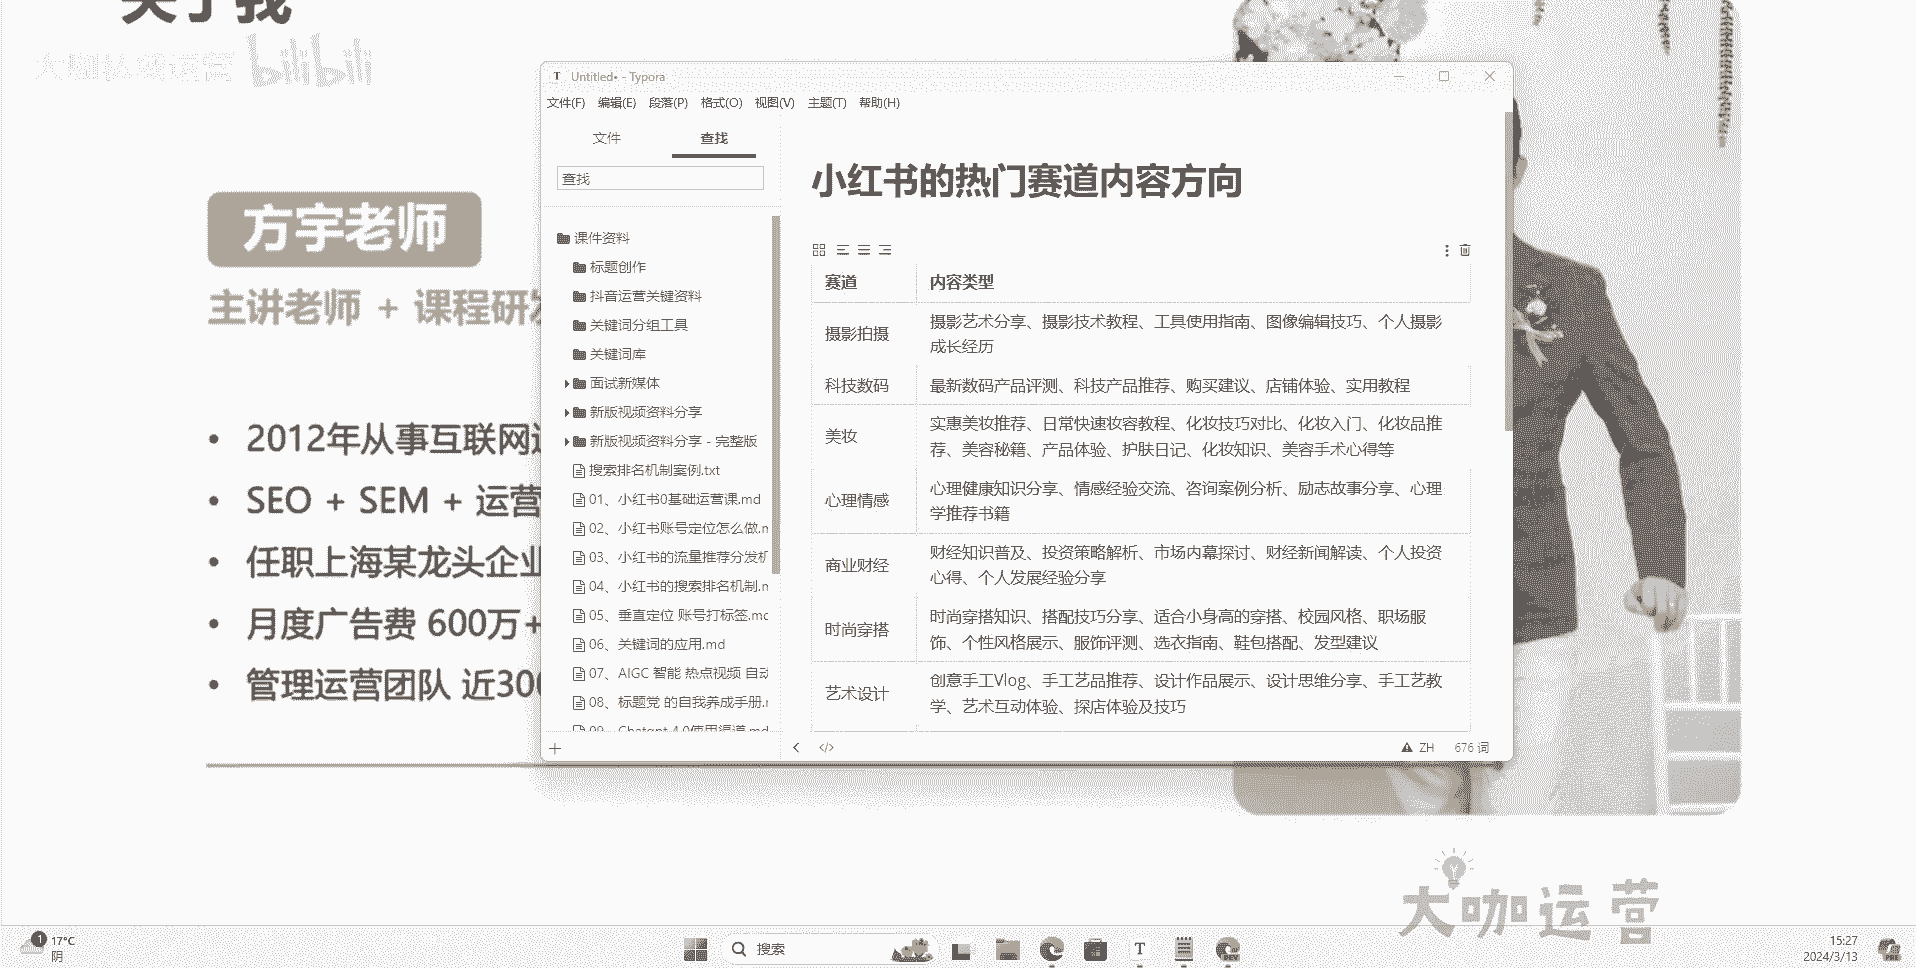 关于我
大咖运营 bilibili
方宇老师
主讲老师 + 课程研发
2012年从事互联网
SEO + SEM + 运营
任职上海某龙头企业
月度广告费 600万+
管理运营团队 近300
Untitled• - Typora
文件(F) 编辑(E) 段落(P) 格式(O) 视图(V) 主题(T) 帮助(H)
文件 查找
查找
课件资料
标题创作
抖音运营关键资料
关键词分组工具
关键词库
面试新媒体
新版视频资料分享
新版视频资料分享 - 完整版
搜索排名机制案例.txt
01、小红书0基础运营课.md
02、小红书账号定位怎么做.m
03、小红书的流量推荐分发机
04、小红书的搜索排名机制.m
05、垂直定位 账号打标签.mc
06、关键词的应用.md
07、AIGC 智能 热点视频 自动
08、标题党 的自我养成手册.r
09、Chatgpt 4.0使用渠道.md
小红书的热门赛道内容方向
赛道 内容类型
摄影拍摄 摄影艺术分享、摄影技术教程、工具使用指南、图像编辑技巧、个人摄影
成长经历
科技数码 最新数码产品评测、科技产品推荐、购买建议、店铺体验、实用教程
美妆 实惠美妆推荐、日常快速妆容教程、化妆技巧对比、化妆入门、化妆品推
荐、美容秘籍、产品体验、护肤日记、化妆知识、美容手术心得等
心理情感 心理健康知识分享、情感经验交流、咨询案例分析、励志故事分享、心理
学推荐书籍
商业财经 财经知识普及、投资策略解析、市场内幕探讨、财经新闻解读、个人投资
心得、个人发展经验分享
时尚穿搭 时尚穿搭知识、搭配技巧分享、适合小身高的穿搭、校园风格、职场服
饰、个性风格展示、服饰评测、选衣指南、鞋包搭配、发型建议
艺术设计 创意手工Vlog、手工艺品推荐、设计作品展示、设计思维分享、手工艺教
学、艺术互动体验、探店体验及技巧
</> ZH 676 词
大咖运营
1 17°C
阴
搜索
T
DEV
15:27
2024/3/13
PRE